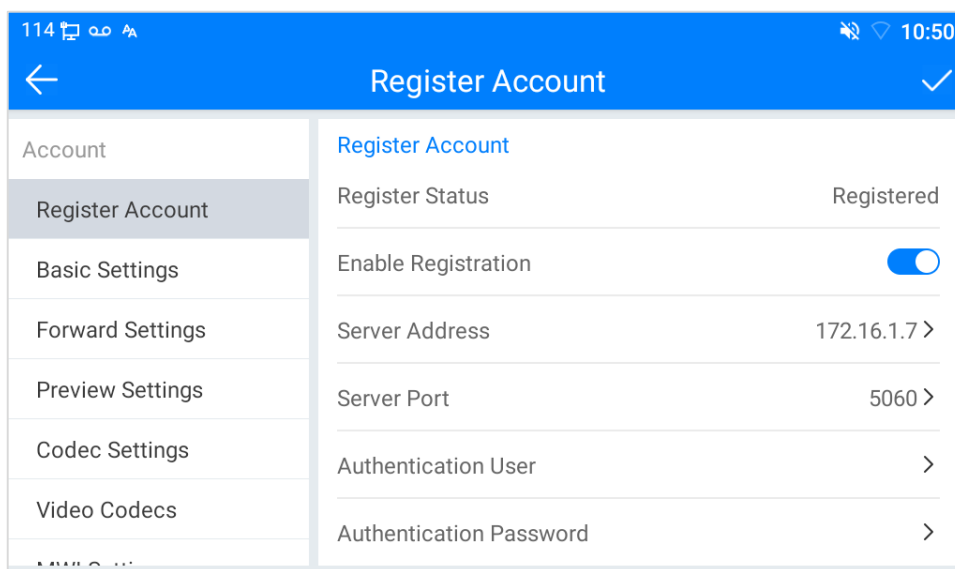 114 10:50
Register Account
Account
Register Account
Basic Settings
Forward Settings
Preview Settings
Codec Settings
Video Codecs
Register Account
Register Status Registered
Enable Registration
Server Address 172.16.1.7
Server Port 5060
Authentication User
Authentication Password